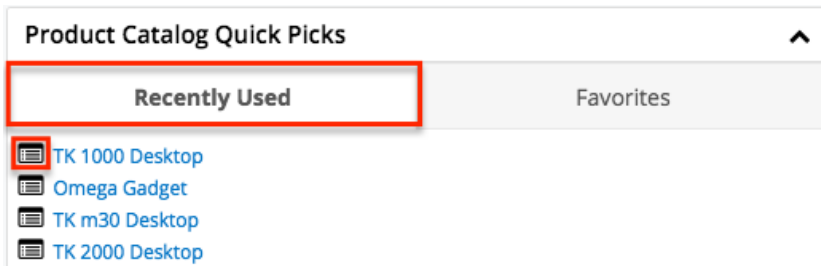 Product Catalog Quick Picks
Recently Used
Favorites
TK 1000 Desktop
Omega Gadget
TK m30 Desktop
TK 2000 Desktop